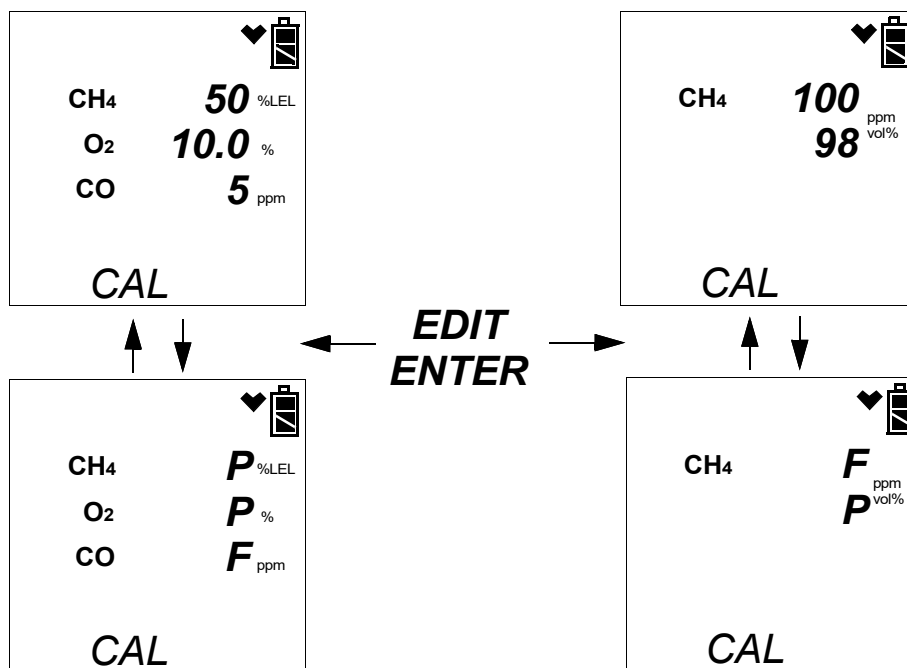 CH4 50 %LEL
O2 10.0 %
CO 5 ppm
CAL
CH4 100 ppm
98 vol%
CAL
EDIT
ENTER
CH4 P %LEL
O2 P %
CO F ppm
CAL
CH4 F ppm
P vol%
CAL